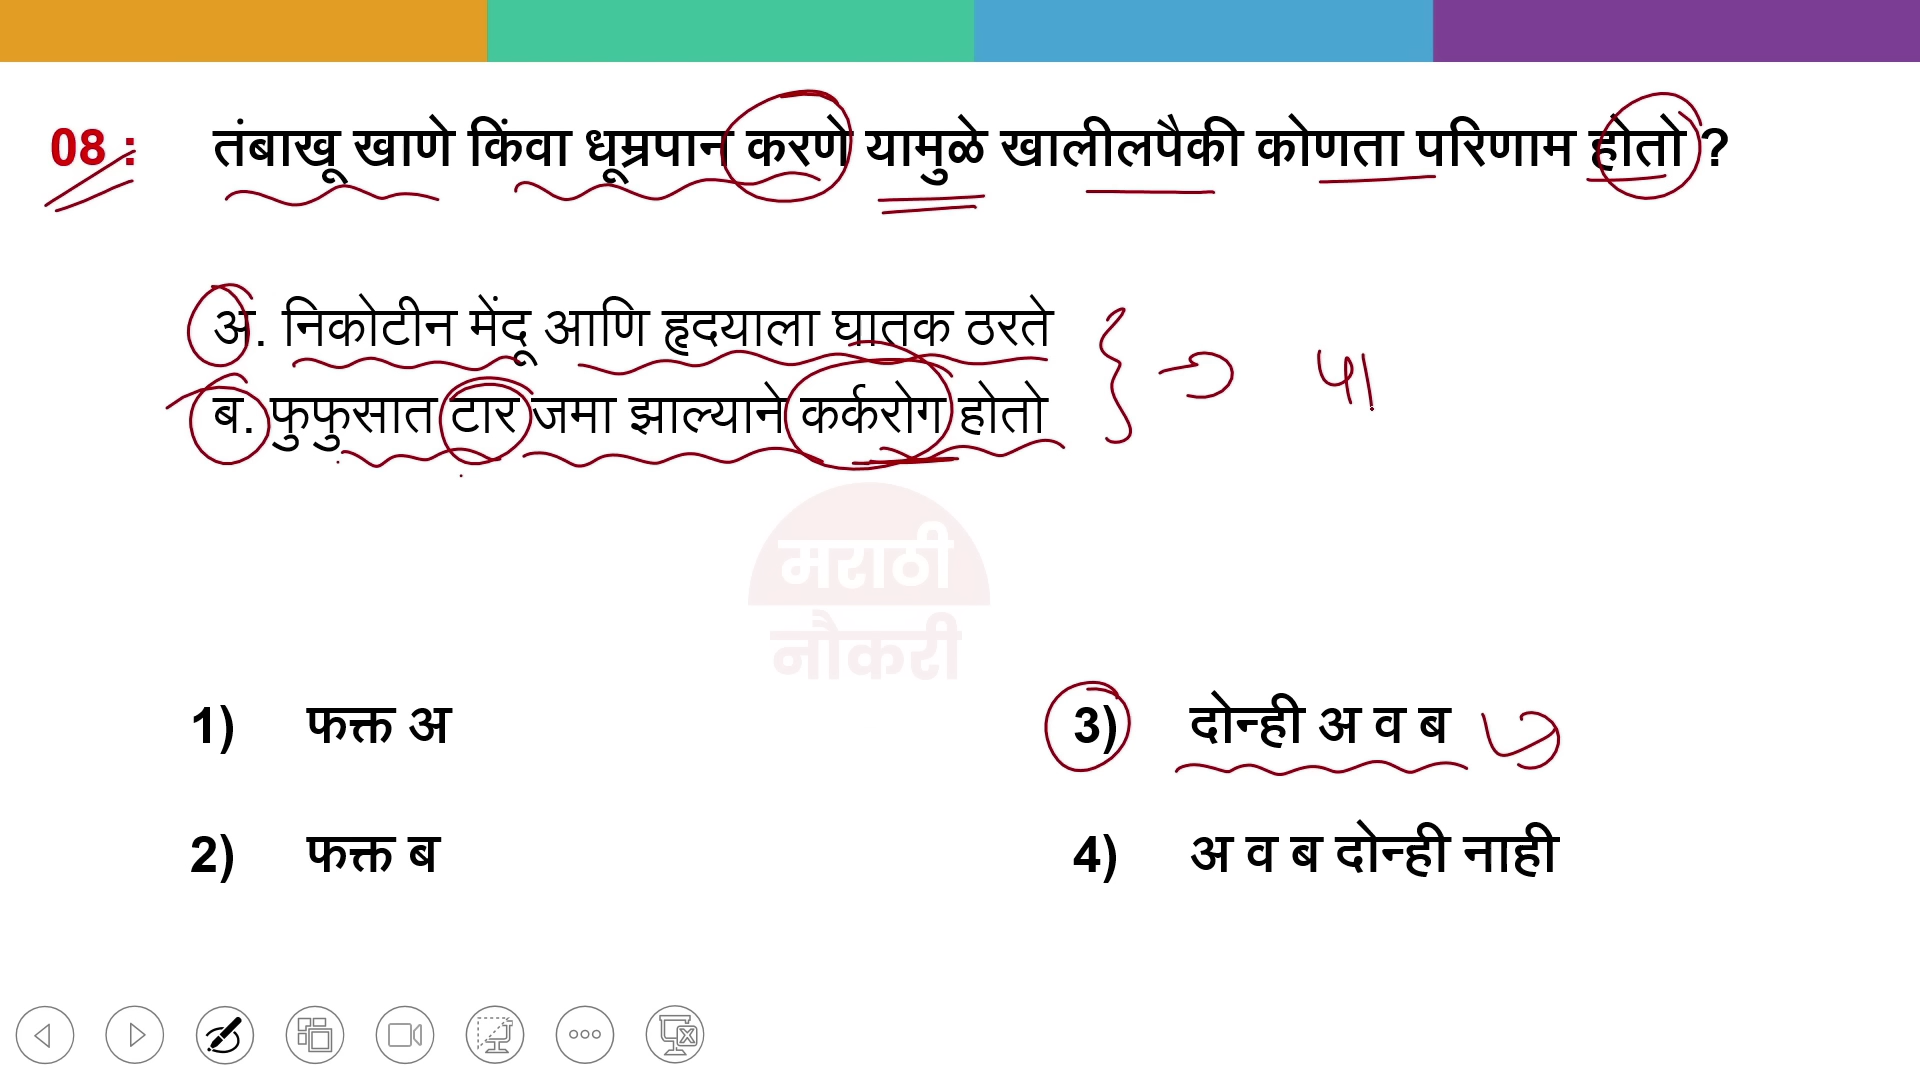 08 : तंबाखू खाणे किंवा धूम्रपान करणे यामुळे खालीलपैकी कोणता परिणाम होतो ?
अ. निकोटीन मेंदू आणि हृदयाला घातक ठरते
ब. फुफुसात टार जमा झाल्याने कर्करोग होतो
मराठी
नौकरी
1) फक्त अ
3) दोन्ही अ व ब
2) फक्त ब
4) अ व ब दोन्ही नाही